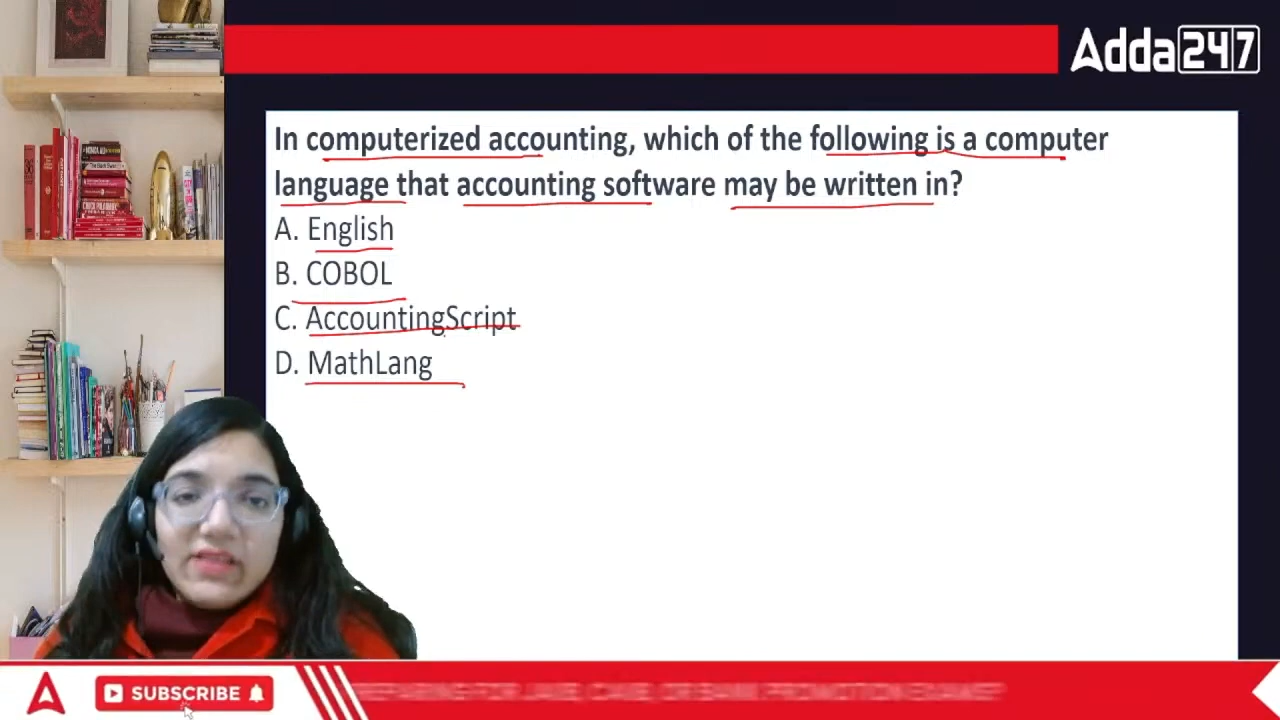 Adda247
In computerized accounting, which of the following is a computer
language that accounting software may be written in?
A. English
B. COBOL
C. AccountingScript
D. MathLang
SUBSCRIBE